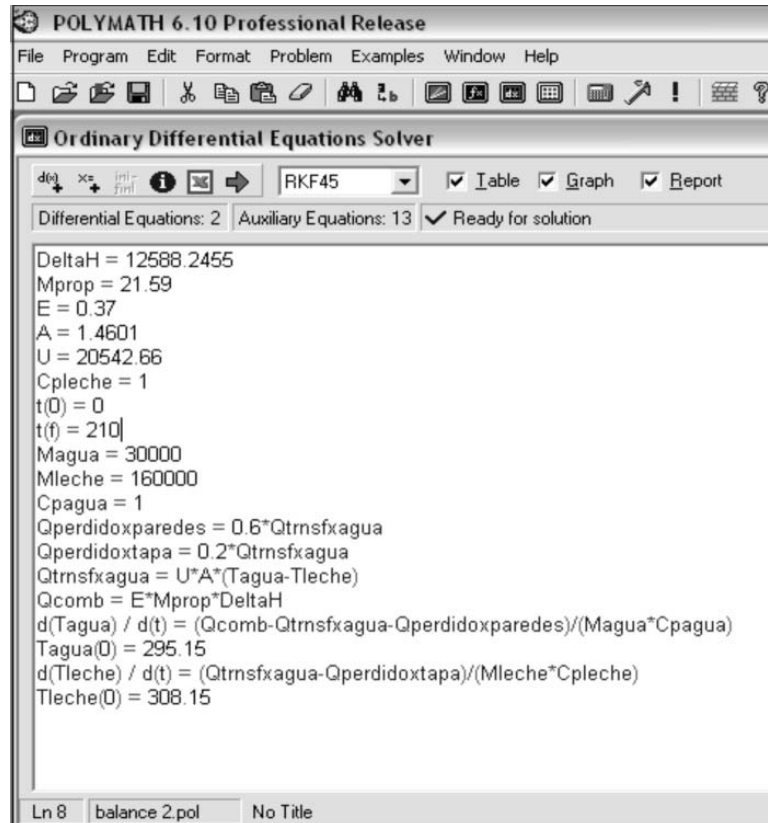 POLYMATH 6.10 Professional Release
File Program Edit Format Problem Examples Window Help
Ordinary Differential Equations Solver
d(x) x= ini- finl RKF45 Table Graph Report
Differential Equations: 2 Auxiliary Equations: 13 Ready for solution
DeltaH = 12588.2455
Mprop = 21.59
E = 0.37
A = 1.4601
U = 20542.66
Cpleche = 1
t(0) = 0
t(f) = 210
Magua = 30000
Mleche = 160000
Cpagua = 1
Qperdidoxparedes = 0.6*Qtrnsfxagua
Qperdidoxtapa = 0.2*Qtrnsfxagua
Qtrnsfxagua = U*A*(Tagua-Tleche)
Qcomb = E*Mprop*DeltaH
d(Tagua) / d(t) = (Qcomb-Qtrnsfxagua-Qperdidoxparedes)/(Magua*Cpagua)
Tagua(0) = 295.15
d(Tleche) / d(t) = (Qtrnsfxagua-Qperdidoxtapa)/(Mleche*Cpleche)
Tleche(0) = 308.15
Ln 8 balance 2.pol No Title